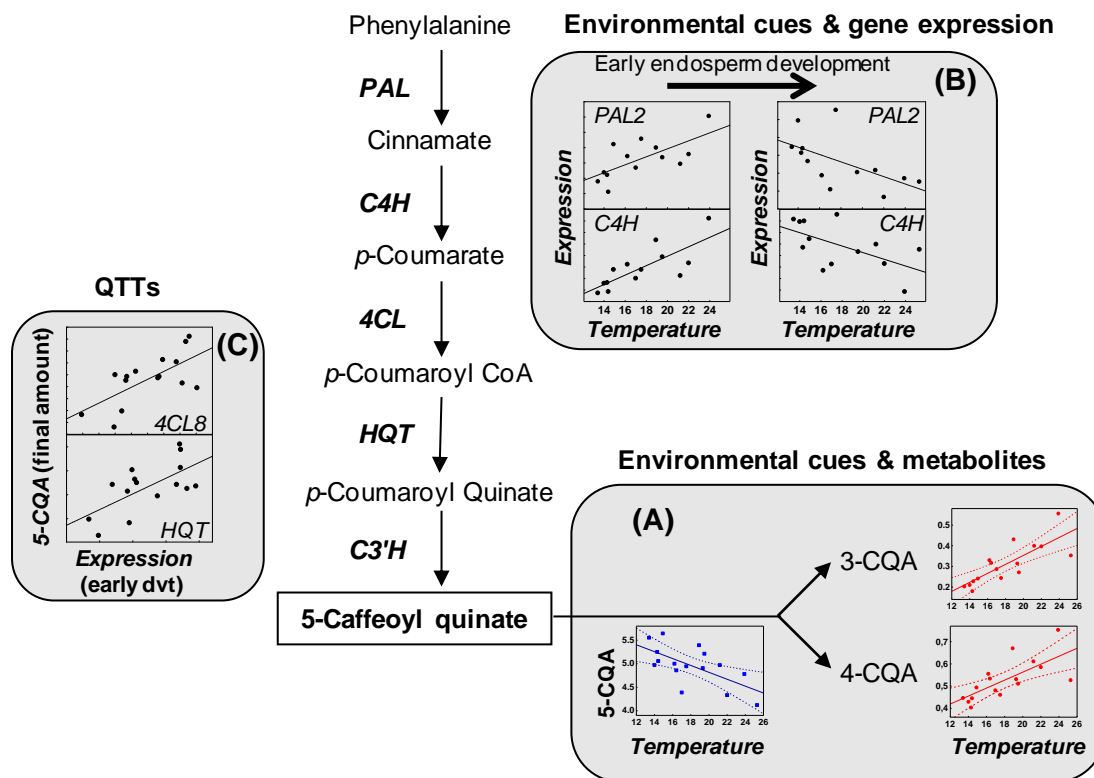 Phenylalanine
PAL
Cinnamate
C4H
p-Coumarate
4CL
p-Coumaroyl CoA
HQT
p-Coumaroyl Quinate
C3'H
5-Caffeoyl quinate
Environmental cues & gene expression
Early endosperm development
(B)
PAL2
PAL2
Expression
Expression
C4H
C4H
14 16 18 20 22 24
14 16 18 20 22 24
Temperature
Temperature
QTTs
(C)
5-CQA (final amount)
4CL8
HQT
Expression
(early dvt)
Environmental cues & metabolites
(A)
3-CQA
0,5
0.4
0.3
0.2
12 14 16 18 20 22 24 26
4-CQA
0,7
0,6
0,5
0,4
12 14 16 18 20 22 24 26
Temperature
5-CQA
5.5
5.0
4.5
4.0
12 14 16 18 20 22 24 26
Temperature